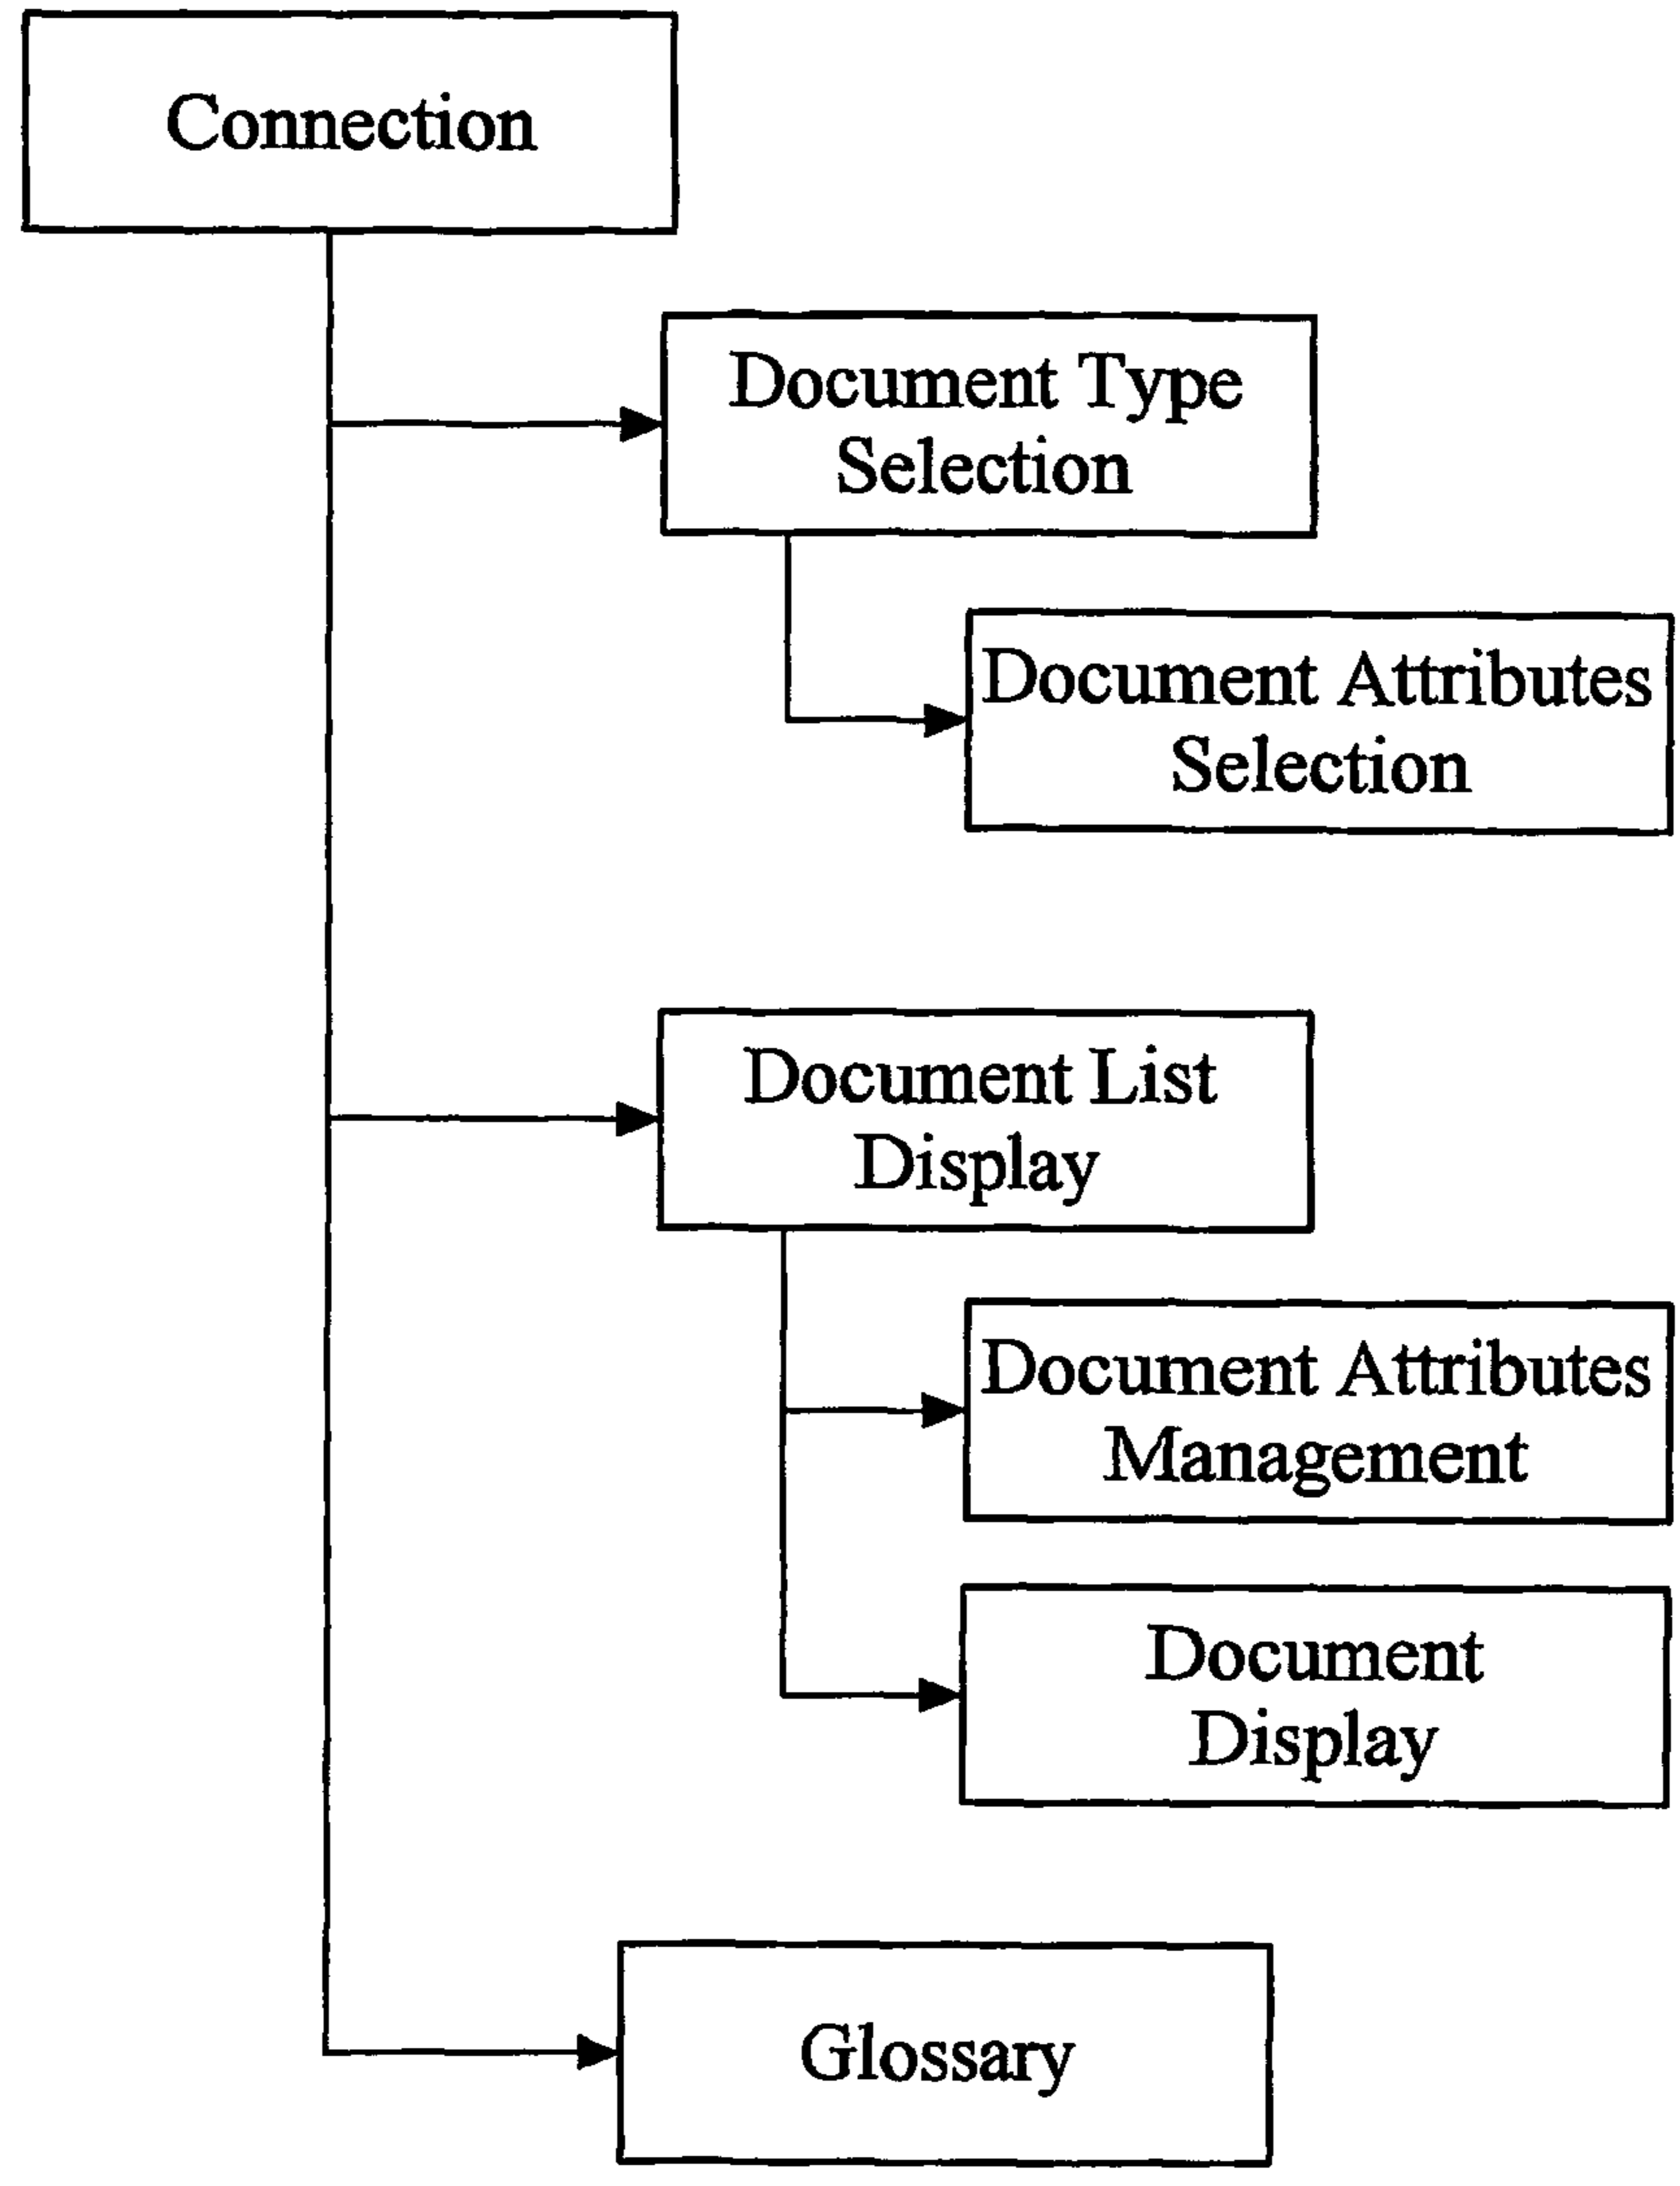 Connection
Document Type
Selection
Document Attributes
Selection
Document List
Display
Document Attributes
Management
Document
Display
Glossary